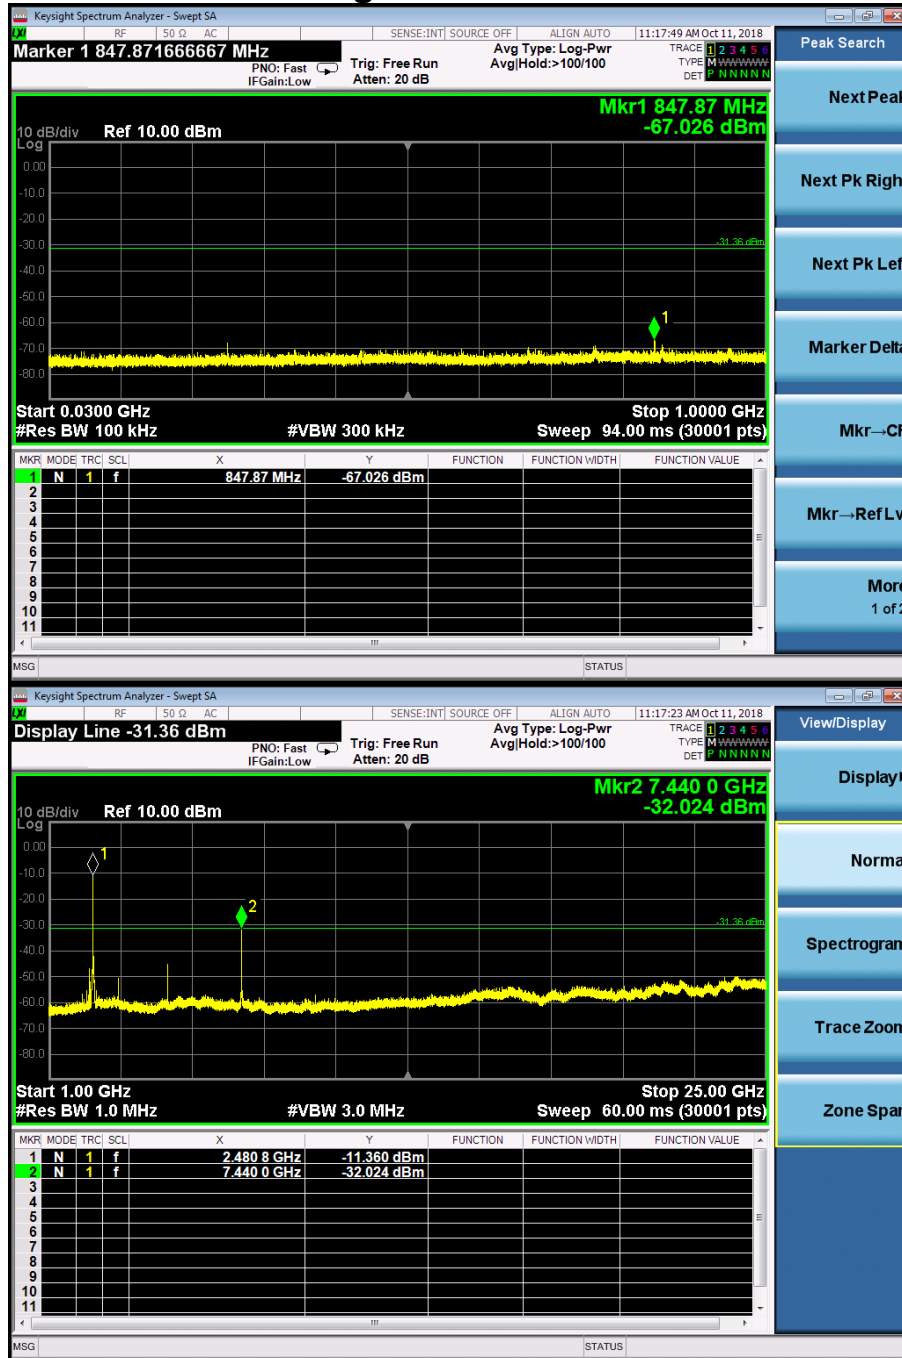 Keysight Spectrum Analyzer - Swept SA
LXI RF 50 Ω AC SENSE:INT SOURCE OFF ALIGN AUTO 11:17:49 AM Oct 11, 2018
Marker 1 847.871666667 MHz
PNO: Fast
IFGain:Low
Trig: Free Run
Atten: 20 dB
Avg Type: Log-Pwr
Avg|Hold:>100/100
TRACE 1 2 3 4 5 6
TYPE M WWWWW
DET P N N N N N
Peak Search
Next Peak
Next Pk Righ
Next Pk Lef
Marker Delta
Mkr→CF
Mkr→Ref Lv
More
1 of 2
Mkr1 847.87 MHz
-67.026 dBm
10 dB/div Ref 10.00 dBm
Log
0.00
-10.0
-20.0
-30.0
-31.36 dBm
-40.0
-50.0
-60.0
1
-70.0
-80.0
Start 0.0300 GHz Stop 1.0000 GHz
#Res BW 100 kHz #VBW 300 kHz Sweep 94.00 ms (30001 pts)
MKR MODE TRC SCL X Y FUNCTION FUNCTION WIDTH FUNCTION VALUE
1 N 1 f 847.87 MHz -67.026 dBm
2
3
4
5
6
7
8
9
10
11
MSG STATUS
Keysight Spectrum Analyzer - Swept SA
LXI RF 50 Ω AC SENSE:INT SOURCE OFF ALIGN AUTO 11:17:23 AM Oct 11, 2018
Display Line -31.36 dBm
PNO: Fast
IFGain:Low
Trig: Free Run
Atten: 20 dB
Avg Type: Log-Pwr
Avg|Hold:>100/100
TRACE 1 2 3 4 5 6
TYPE M WWWWW
DET P N N N N N
View/Display
Display
Norma
Spectrogram
Trace Zoom
Zone Span
Mkr2 7.440 0 GHz
-32.024 dBm
10 dB/div Ref 10.00 dBm
Log
0.00
1
-10.0
-20.0
2
-30.0
-31.36 dBm
-40.0
-50.0
-60.0
-70.0
-80.0
Start 1.00 GHz Stop 25.00 GHz
#Res BW 1.0 MHz #VBW 3.0 MHz Sweep 60.00 ms (30001 pts)
MKR MODE TRC SCL X Y FUNCTION FUNCTION WIDTH FUNCTION VALUE
1 N 1 f 2.480 8 GHz -11.360 dBm
2 N 1 f 7.440 0 GHz -32.024 dBm
3
4
5
6
7
8
9
10
11
MSG STATUS